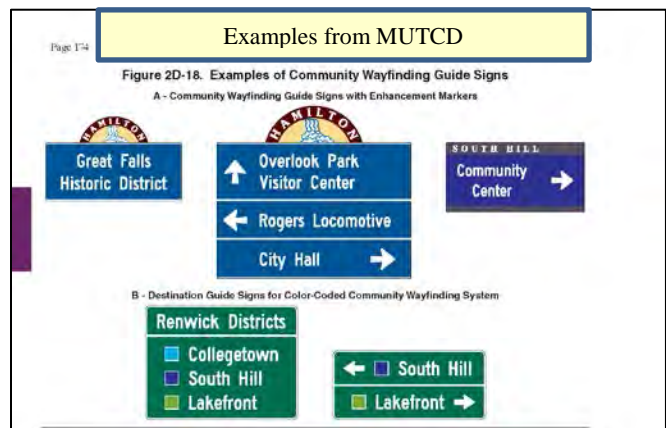 Examples from MUTCD
Page 174
Figure 2D-18. Examples of Community Wayfinding Guide Signs
A - Community Wayfinding Guide Signs with Enhancement Markers
HAMILTON
Great Falls
Historic District
HAMILTON
Overlook Park
Visitor Center
Rogers Locomotive
City Hall
SOUTH HILL
Community
Center
B - Destination Guide Signs for Color-Coded Community Wayfinding System
Renwick Districts
Collegetown
South Hill
Lakefront
South Hill
Lakefront